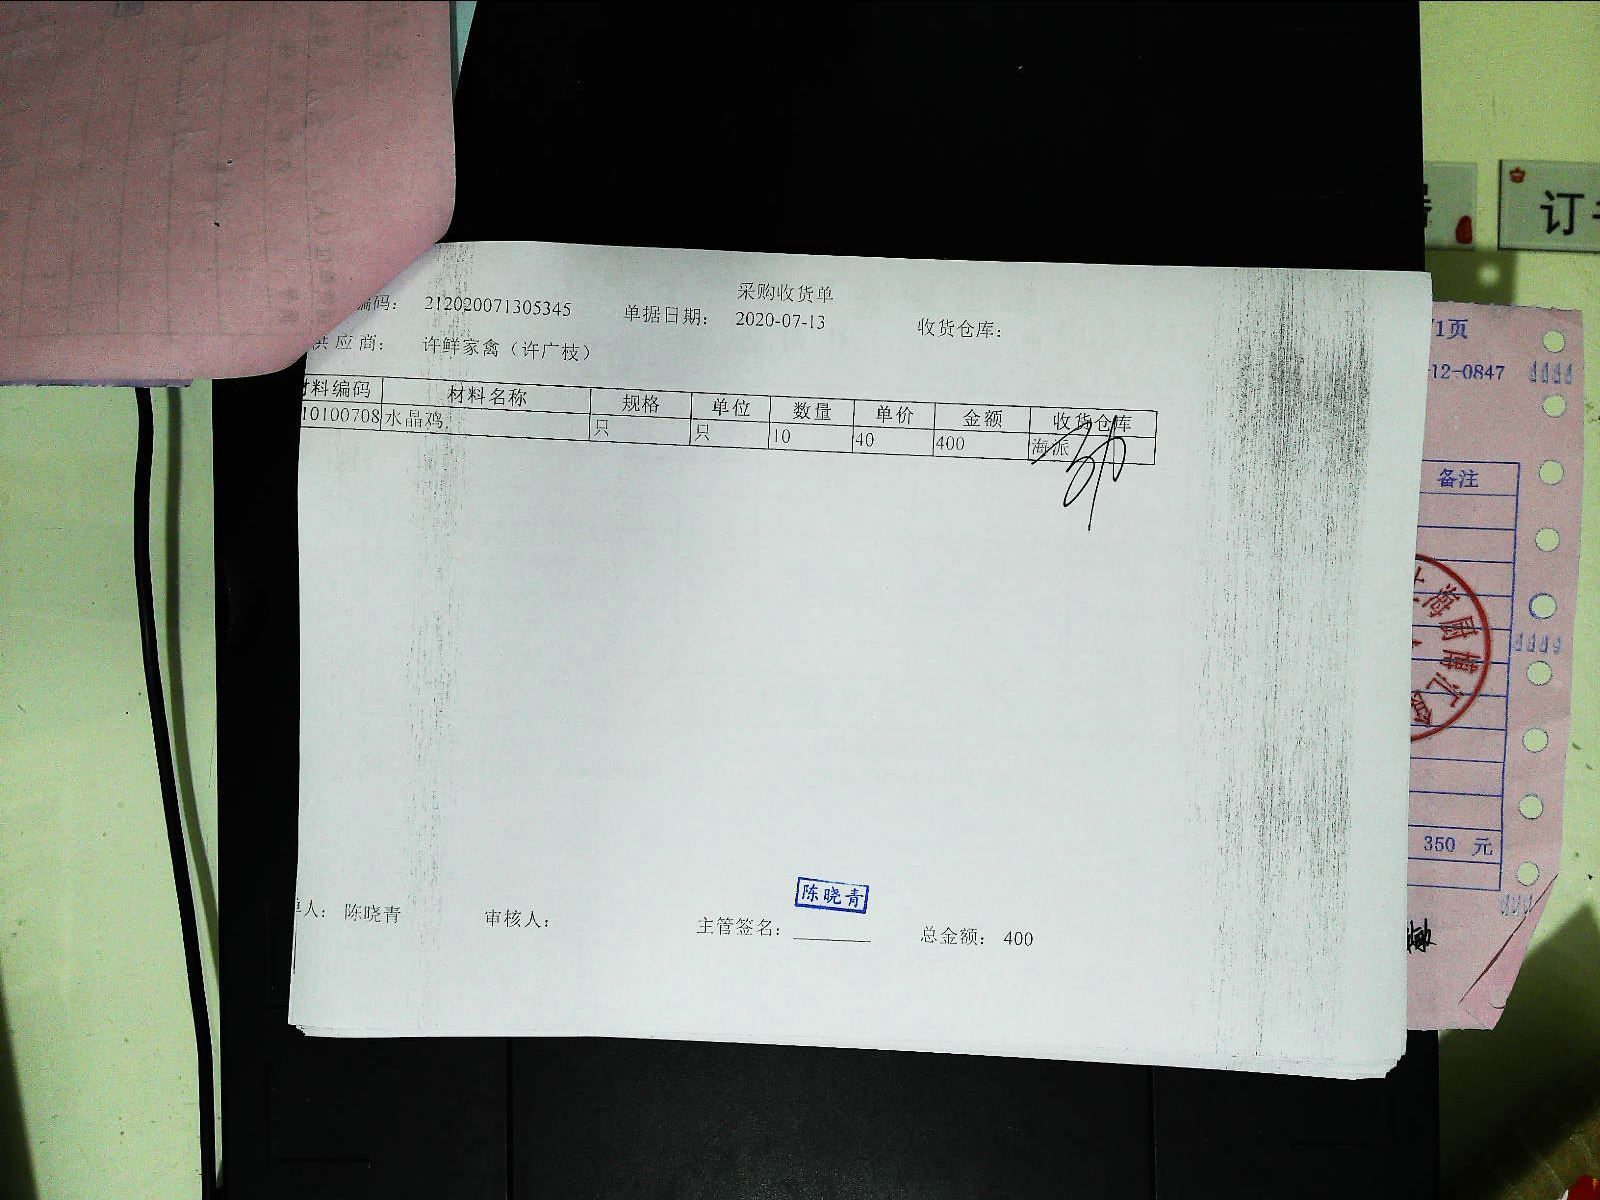 采购收货单
编码： 212020071305345 单据日期： 2020-07-13 收货仓库：
供应商： 许鲜家禽（许广枝）
材料编码 材料名称 规格 单位 数量 单价 金额 收货仓库
10100708 水晶鸡 只 只 10 40 400 海派
陈晓青
单人： 陈晓青 审核人： 主管签名： 总金额： 400
订
1页
12-0847
备注
350 元